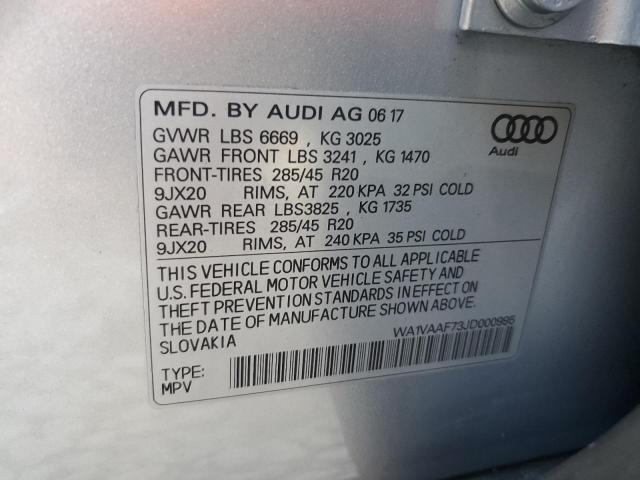 MFD. BY AUDI AG 06 17
GVWR LBS 6669 , KG 3025
GAWR FRONT LBS 3241 , KG 1470
FRONT-TIRES 285/45 R20
9JX20 RIMS, AT 220 KPA 32 PSI COLD
GAWR REAR LBS3825 , KG 1735
REAR-TIRES 285/45 R20
9JX20 RIMS, AT 240 KPA 35 PSI COLD
Audi
THIS VEHICLE CONFORMS TO ALL APPLICABLE
U.S. FEDERAL MOTOR VEHICLE SAFETY AND
THEFT PREVENTION STANDARDS IN EFFECT ON
THE DATE OF MANUFACTURE SHOWN ABOVE.
SLOVAKIA
WA1VAAF73JD000995
TYPE:
MPV